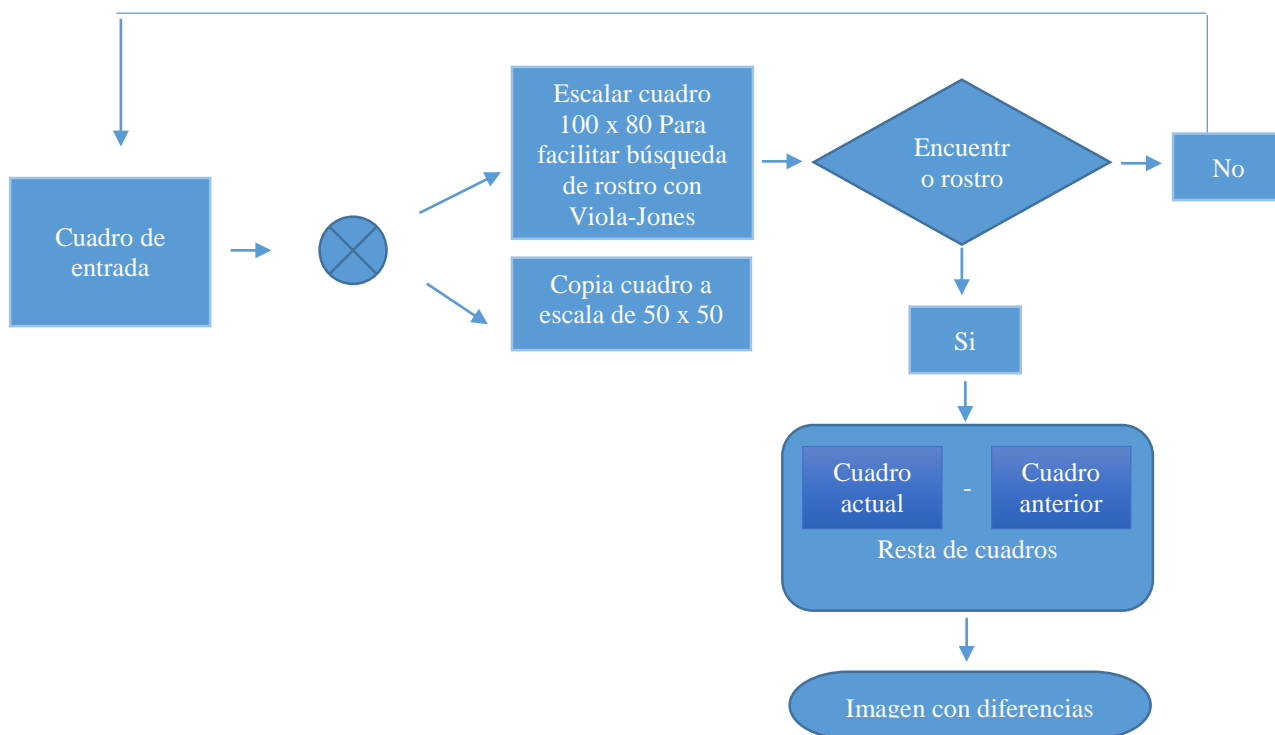 Cuadro de
entrada
Escalar cuadro
100 x 80 Para
facilitar búsqueda
de rostro con
Viola-Jones
Copia cuadro a
escala de 50 x 50
Encuentr
o rostro
No
Si
Cuadro
actual
-
Cuadro
anterior
Resta de cuadros
Imagen con diferencias